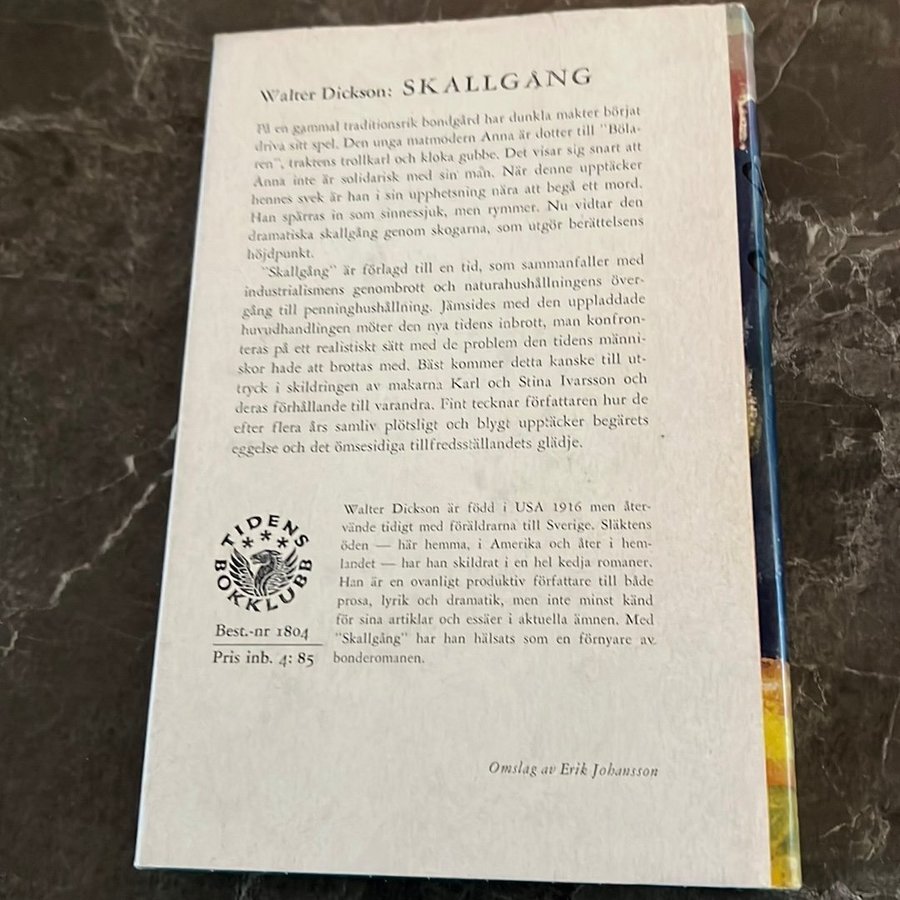 Walter Dickson: SKALLGÅNG
På en gammal traditionsrik bondgård har dunkla makter börjat
driva sitt spel. Den unga matmodern Anna är dotter till "Böla-
ren", traktens trollkarl och kloka gubbe. Det visar sig snart att
Anna inte är solidarisk med sin man. När denne upptäcker
hennes svek är han i sin upphetsning nära att begå ett mord.
Han spärras in som sinnessjuk, men rymmer. Nu vidtar den
dramatiska skallgång genom skogarna, som utgör berättelsens
höjdpunkt.
"Skallgång" är förlagd till en tid, som sammanfaller med
industrialismens genombrott och naturahushållningens över-
gång till penninghushållning. Jämsides med den uppladdade
huvudhandlingen möter den nya tidens inbrott, man konfron-
teras på ett realistiskt sätt med de problem den tidens männi-
skor hade att brottas med. Bäst kommer detta kanske till ut-
tryck i skildringen av makarna Karl och Stina Ivarsson och
deras förhållande till varandra. Fint tecknar författaren hur de
efter flera års samliv plötsligt och blygt upptäcker begärets
eggelse och det ömsesidiga tillfredsställandets glädje.
TIDENS
BOKKLUBB
Best.-nr 1804
Pris inb. 4: 85
Walter Dickson är född i USA 1916 men åter-
vände tidigt med föräldrarna till Sverige. Släktens
öden — här hemma, i Amerika och åter i hem-
landet — har han skildrat i en hel kedja romaner.
Han är en ovanligt produktiv författare till både
prosa, lyrik och dramatik, men inte minst känd
för sina artiklar och essäer i aktuella ämnen. Med
"Skallgång" har han hälsats som en förnyare av
bonderomanen.
Omslag av Erik Johansson